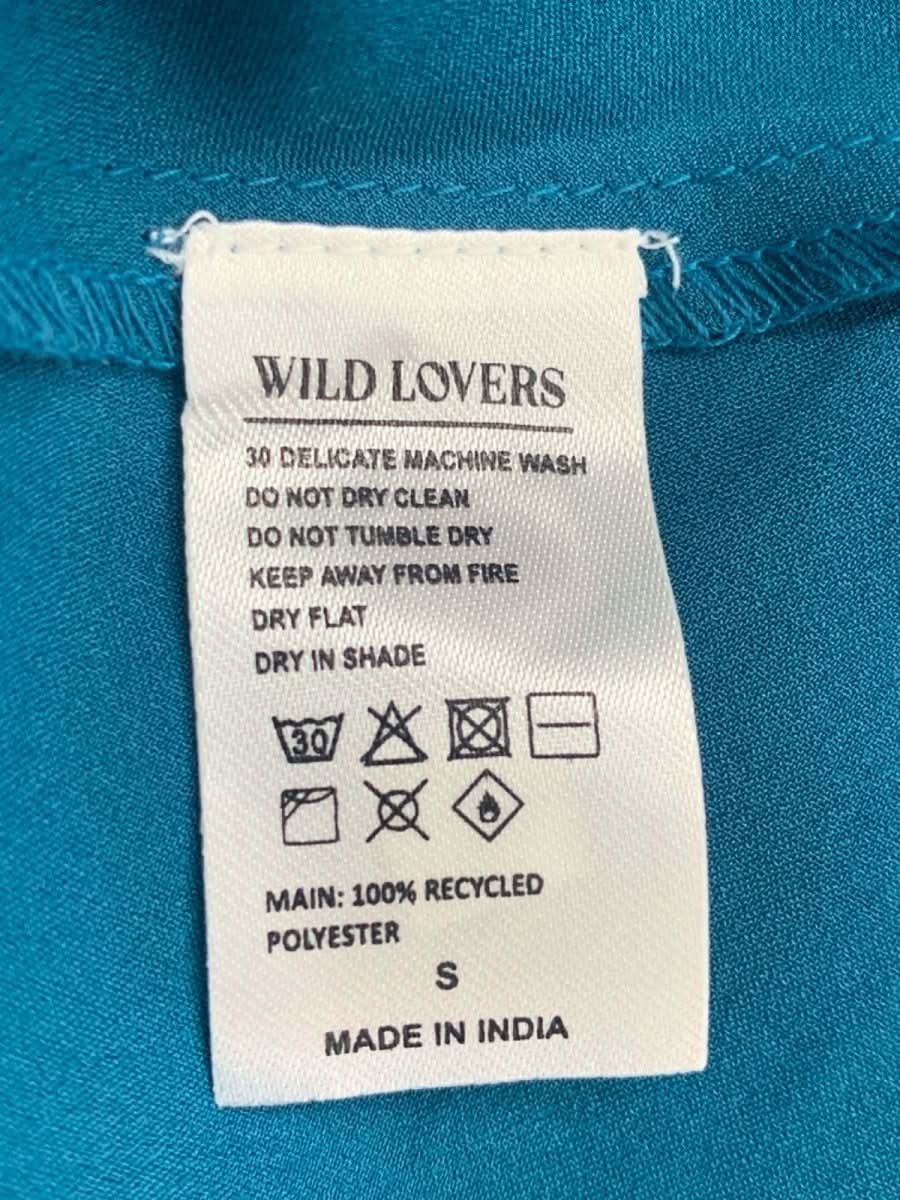 WILD LOVERS
30 DELICATE MACHINE WASH
DO NOT DRY CLEAN
DO NOT TUMBLE DRY
KEEP AWAY FROM FIRE
DRY FLAT
DRY IN SHADE
30
MAIN: 100% RECYCLED
POLYESTER
S
MADE IN INDIA